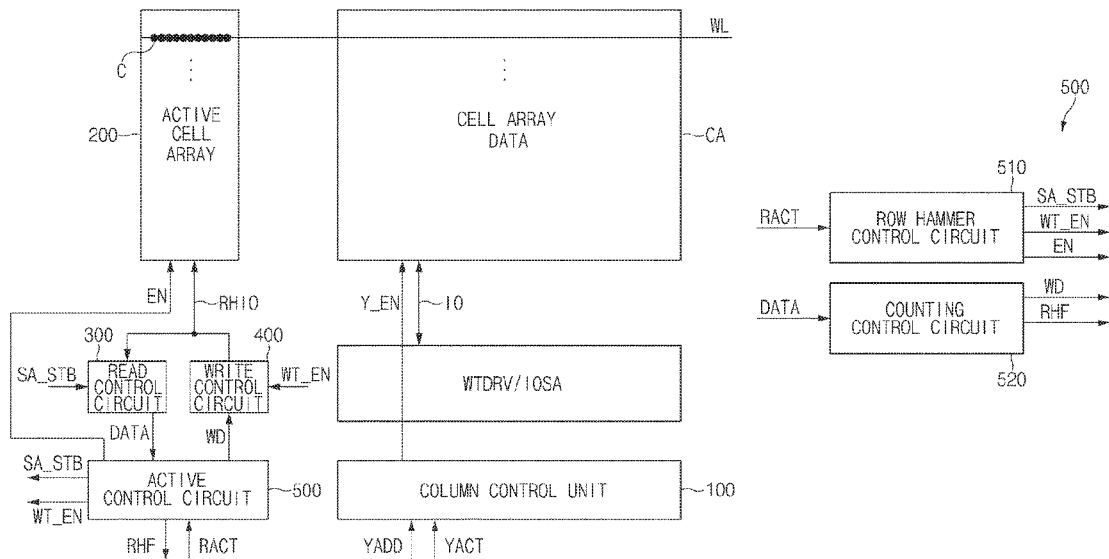 WL
C
200
ACTIVE
CELL
ARRAY
CELL ARRAY
DATA
CA
EN
RHIO
Y_EN
IO
300
400
SA_STB
READ
CONTROL
CIRCUIT
WRITE
CONTROL
CIRCUIT
WT_EN
WTDRV/IOSA
DATA
WD
SA_STB
WT_EN
ACTIVE
CONTROL CIRCUIT
500
COLUMN CONTROL UNIT
100
RHF
RACT
YADD
YACT
500
510
RACT
ROW HAMMER
CONTROL CIRCUIT
SA_STB
WT_EN
EN
DATA
COUNTING
CONTROL CIRCUIT
WD
RHF
520